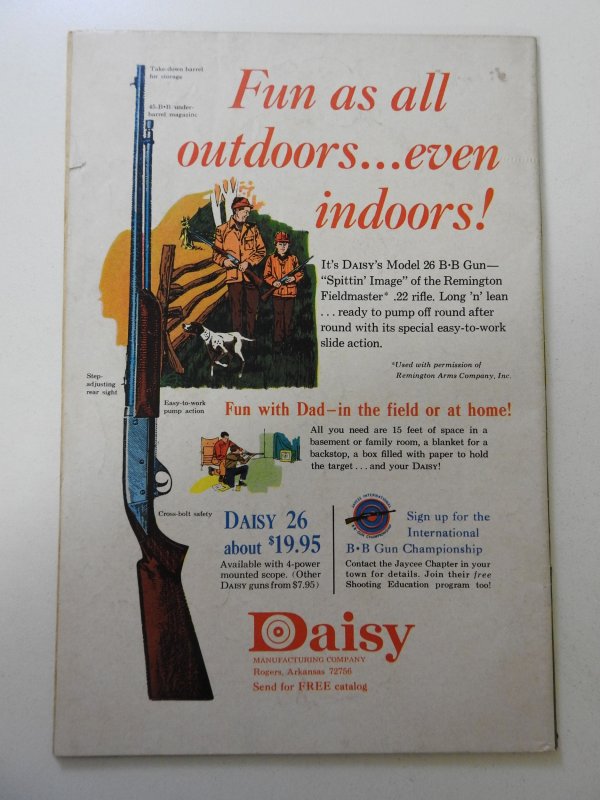 Take-down barrel
for storage
45-B•B under-
barrel magazine
Fun as all
outdoors...even
indoors!
It's DAISY's Model 26 B•B Gun—
"Spittin' Image" of the Remington
Fieldmaster* .22 rifle. Long 'n' lean
... ready to pump off round after
round with its special easy-to-work
slide action.
*Used with permission of
Remington Arms Company, Inc.
Step-
adjusting
rear sight
Easy-to-work
pump action
Fun with Dad—in the field or at home!
All you need are 15 feet of space in a
basement or family room, a blanket for a
backstop, a box filled with paper to hold
the target . . . and your DAISY!
Cross-bolt safety
DAISY 26
about $19.95
Available with 4-power
mounted scope. (Other
DAISY guns from $7.95)
JAYCEE INTERNATIONAL
B•B GUN CHAMPIONSHIPS
Sign up for the
International
B•B Gun Championship
Contact the Jaycee Chapter in your
town for details. Join their free
Shooting Education program too!
Daisy
MANUFACTURING COMPANY
Rogers, Arkansas 72756
Send for FREE catalog